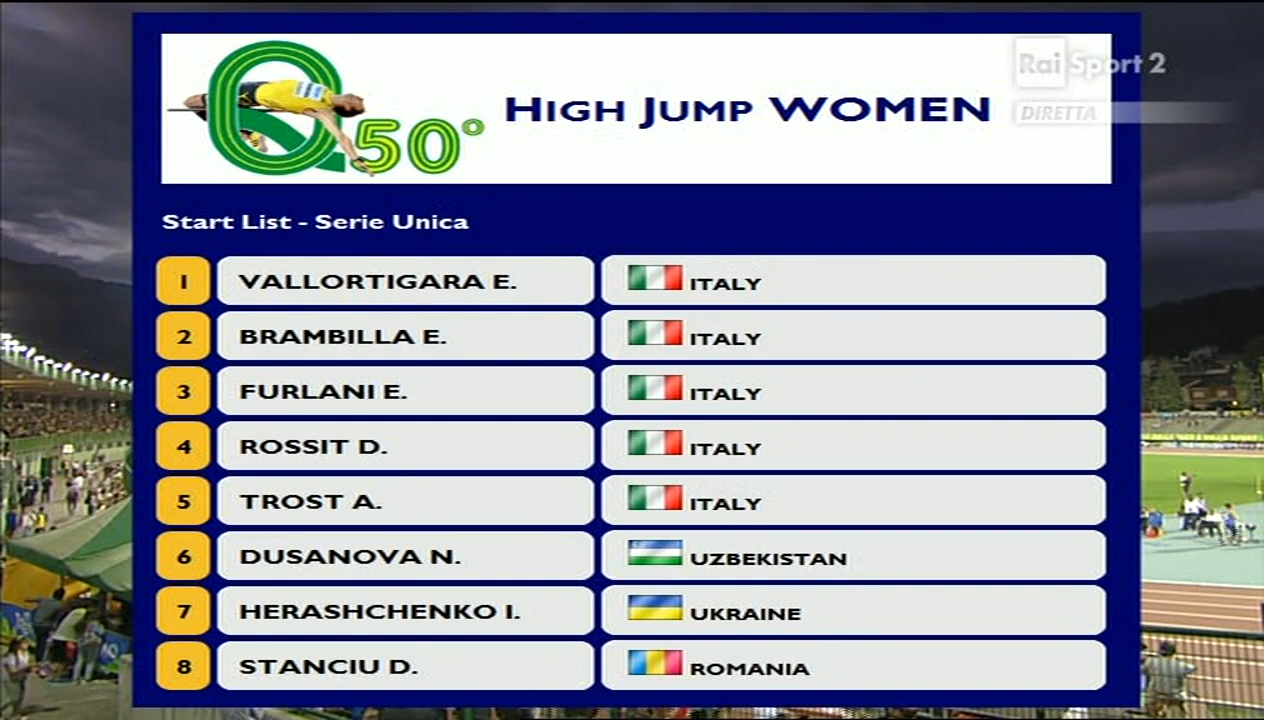 Rai Sport 2
DIRETTA
Q 50°
HIGH JUMP WOMEN
Start List - Serie Unica
1 VALLORTIGARA E. ITALY
2 BRAMBILLA E. ITALY
3 FURLANI E. ITALY
4 ROSSIT D. ITALY
5 TROST A. ITALY
6 DUSANOVA N. UZBEKISTAN
7 HERASHCHENKO I. UKRAINE
8 STANCIU D. ROMANIA